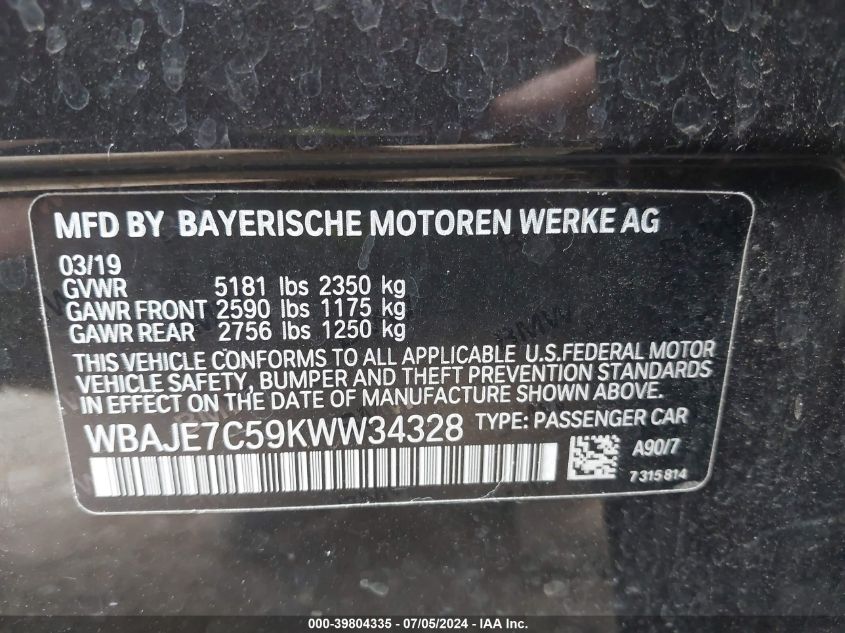 MFD BY BAYERISCHE MOTOREN WERKE AG
03/19
GVWR 5181 lbs 2350 kg
GAWR FRONT 2590 lbs 1175 kg
GAWR REAR 2756 lbs 1250 kg
THIS VEHICLE CONFORMS TO ALL APPLICABLE U.S.FEDERAL MOTOR
VEHICLE SAFETY, BUMPER AND THEFT PREVENTION STANDARDS
IN EFFECT ON THE DATE OF MANUFACTURE SHOWN ABOVE.
WBAJE7C59KWW34328 TYPE: PASSENGER CAR
A90/7
7 315 814
000-39804335 - 07/05/2024 - IAA, Inc.